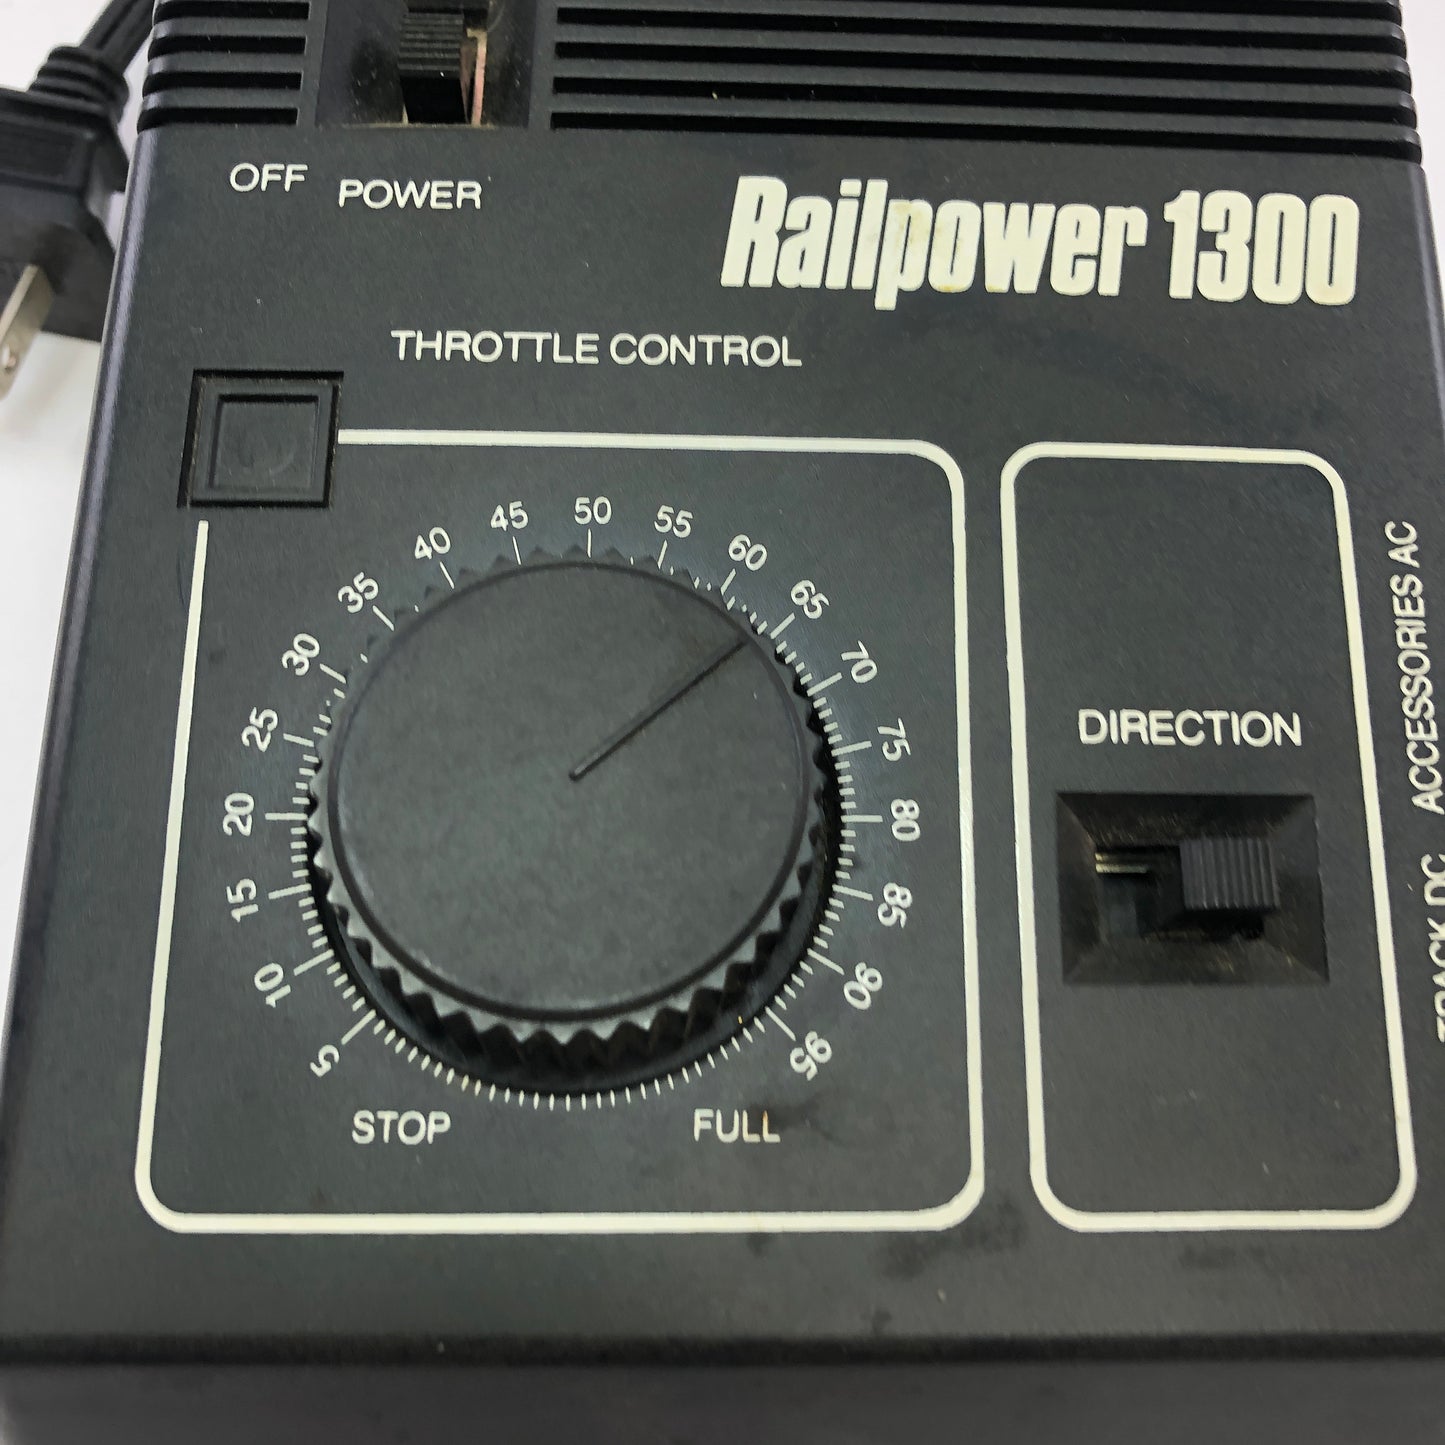 OFF POWER
Railpower 1300
THROTTLE CONTROL
5
10
15
20
25
30
35
40
45
50
55
60
65
70
75
80
85
90
95
STOP
FULL
DIRECTION
TRACK DC ACCESSORIES AC